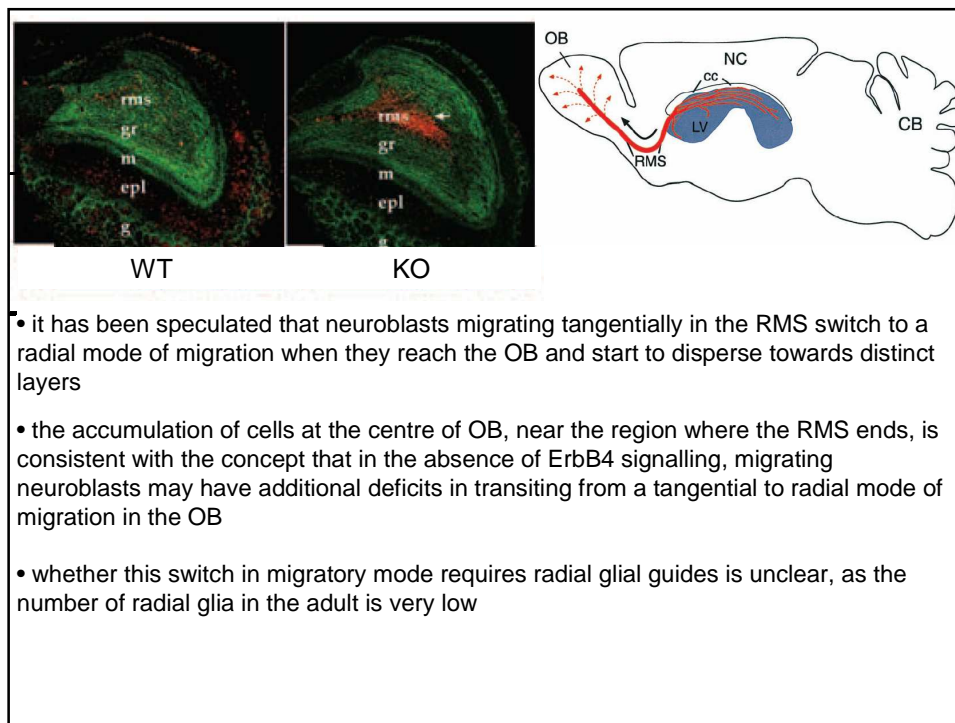 rms
gr
m
epl
g
rms
gr
m
epl
g
OB
NC
cc
LV
RMS
CB
WT
KO
• it has been speculated that neuroblasts migrating tangentially in the RMS switch to a
radial mode of migration when they reach the OB and start to disperse towards distinct
layers
• the accumulation of cells at the centre of OB, near the region where the RMS ends, is
consistent with the concept that in the absence of ErbB4 signalling, migrating
neuroblasts may have additional deficits in transiting from a tangential to radial mode of
migration in the OB
• whether this switch in migratory mode requires radial glial guides is unclear, as the
number of radial glia in the adult is very low